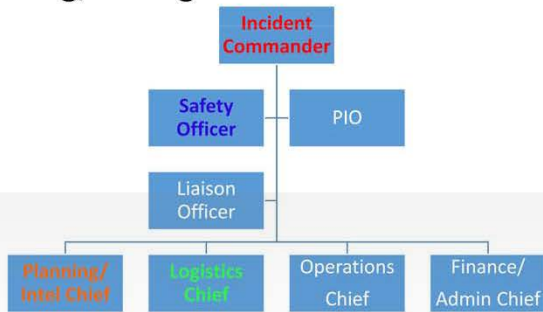 Incident
Commander
Safety
Officer
PIO
Liaison
Officer
Planning/
Intel Chief
Logistics
Chief
Operations
Chief
Finance/
Admin Chief